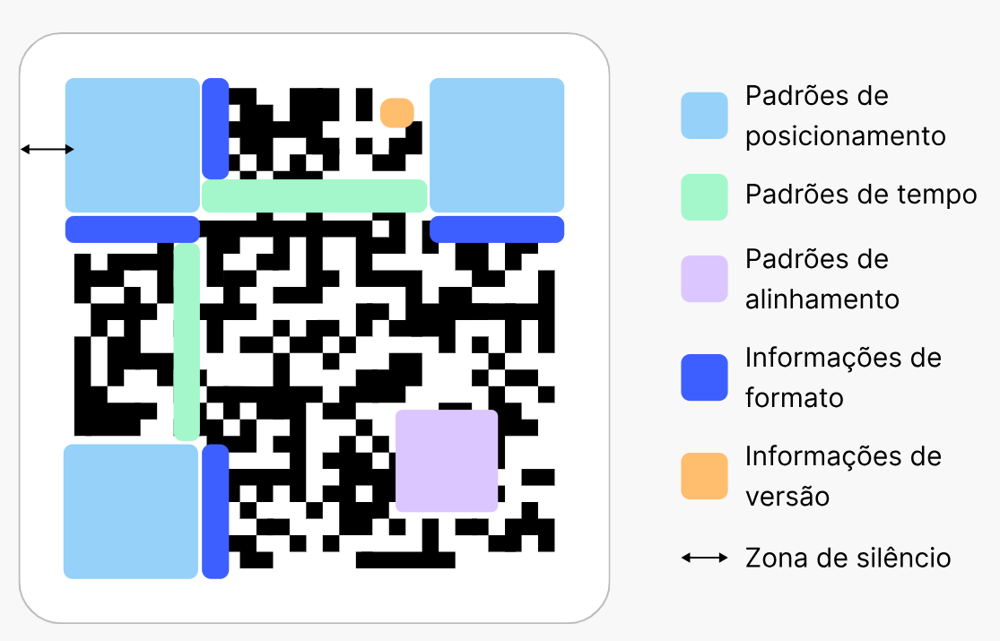 Padrões de
posicionamento
Padrões de tempo
Padrões de
alinhamento
Informações de
formato
Informações de
versão
Zona de silêncio